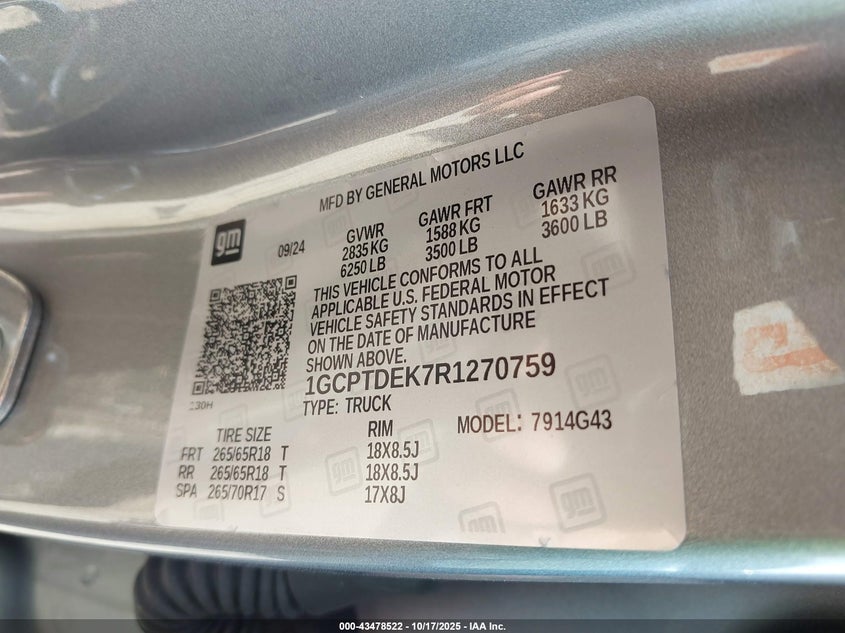 MFD BY GENERAL MOTORS LLC
gm
09/24
GVWR
2835 KG
6250 LB
GAWR FRT
1588 KG
3500 LB
GAWR RR
1633 KG
3600 LB
THIS VEHICLE CONFORMS TO ALL
APPLICABLE U.S. FEDERAL MOTOR
VEHICLE SAFETY STANDARDS IN EFFECT
ON THE DATE OF MANUFACTURE
SHOWN ABOVE.
1GCPTDEK7R1270759
TYPE: TRUCK
MODEL: 7914G43
TIRE SIZE RIM
FRT 265/65R18 T 18X8.5J
RR 265/65R18 T 18X8.5J
SPA 265/70R17 S 17X8J
gm
000-43478522 - 10/17/2025 - IAA Inc.